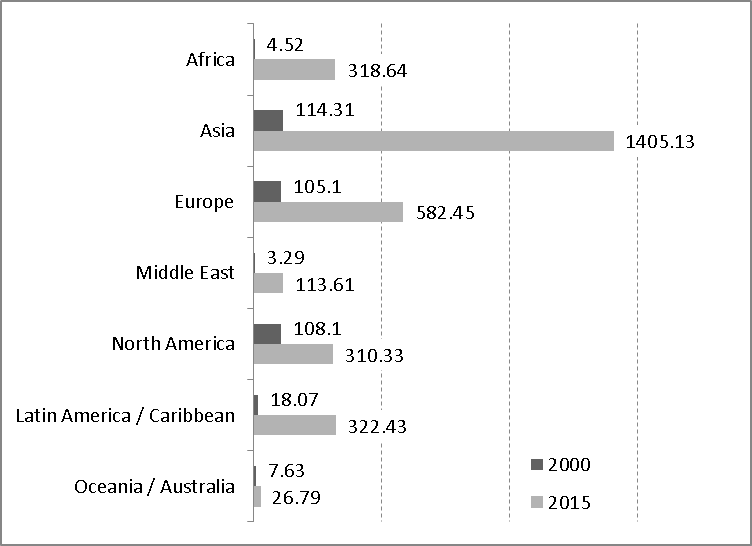 Africa
4.52
318.64
Asia
114.31
1405.13
Europe
105.1
582.45
Middle East
3.29
113.61
North America
108.1
310.33
Latin America / Caribbean
18.07
322.43
Oceania / Australia
7.63
26.79
2000
2015